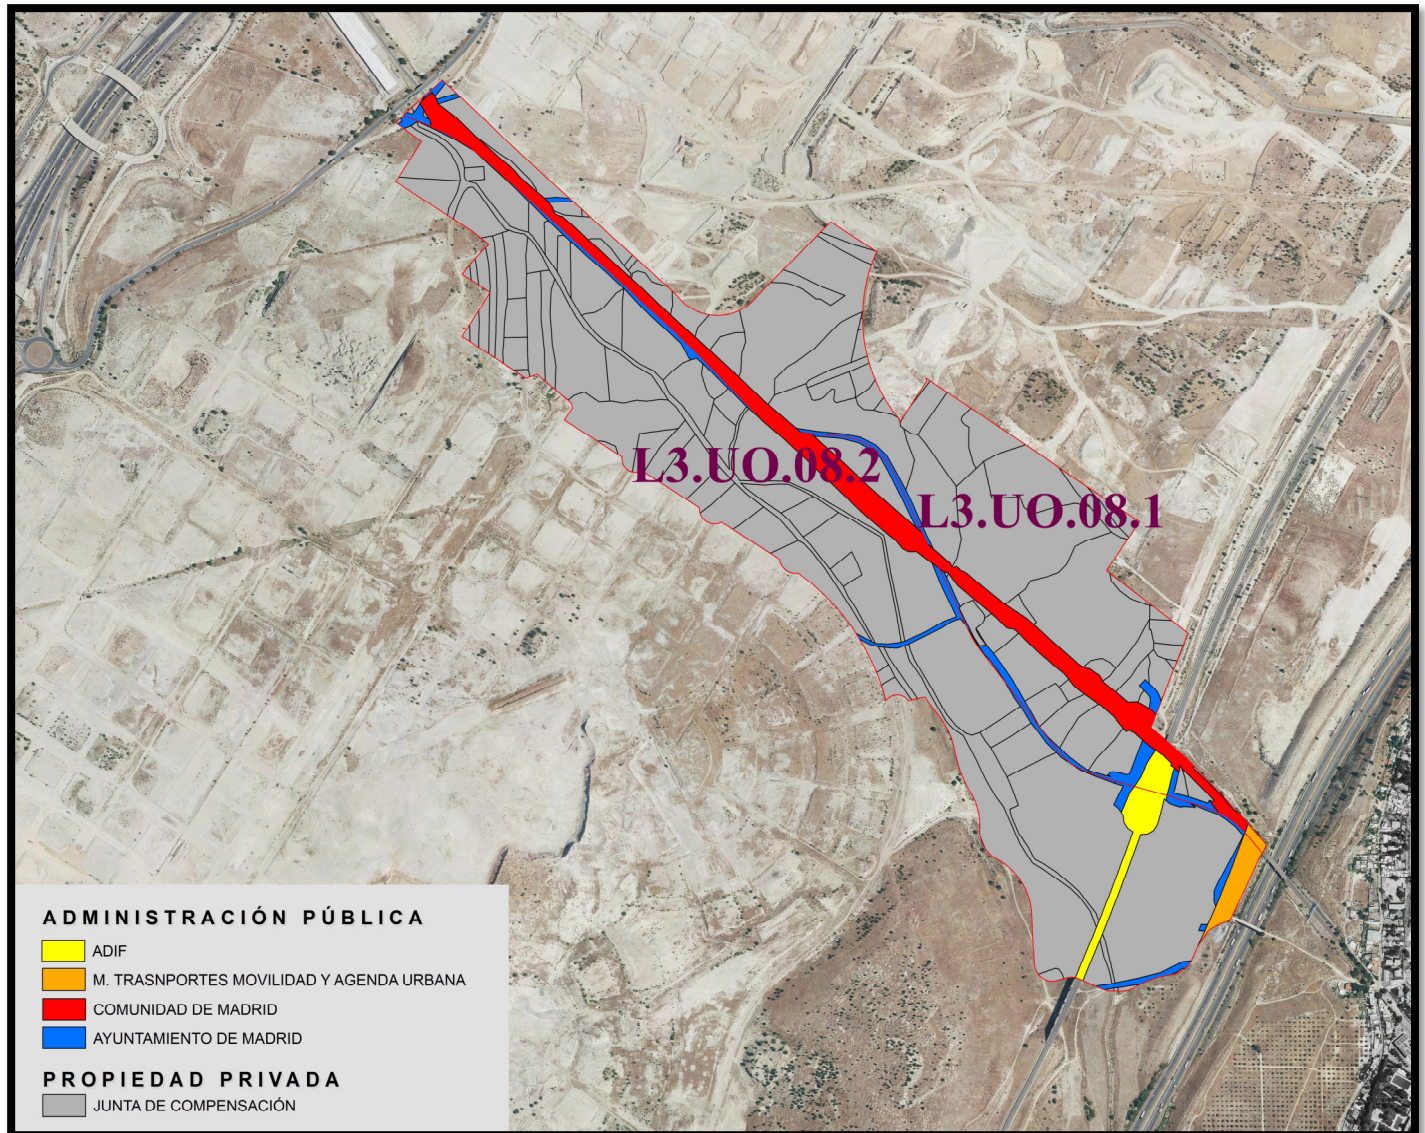 L3.UO.08.2
L3.UO.08.1
ADMINISTRACIÓN PÚBLICA
ADIF
M. TRASNPORTES MOVILIDAD Y AGENDA URBANA
COMUNIDAD DE MADRID
AYUNTAMIENTO DE MADRID
PROPIEDAD PRIVADA
JUNTA DE COMPENSACIÓN